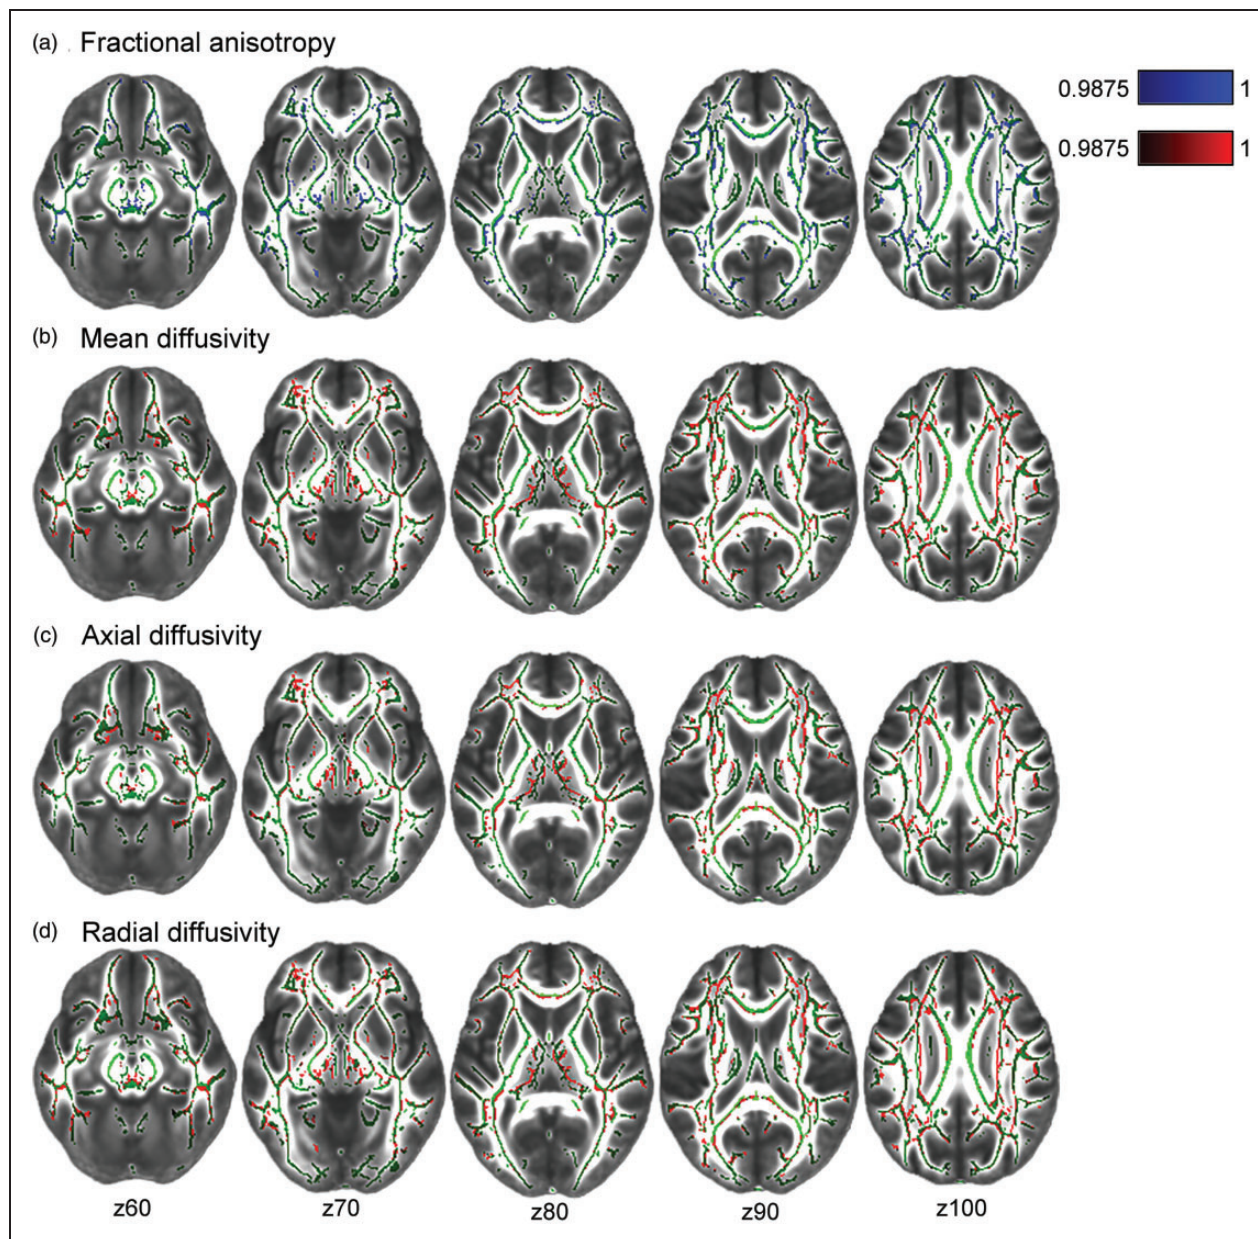 (a) Fractional anisotropy
0.9875 1
0.9875 1
(b) Mean diffusivity
(c) Axial diffusivity
(d) Radial diffusivity
z60 z70 z80 z90 z100